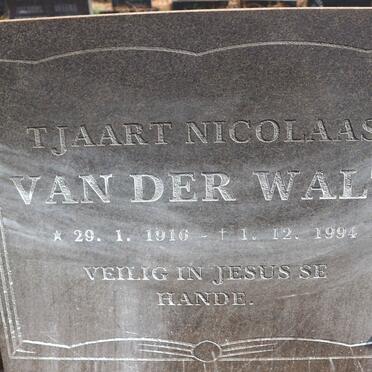 TJAART NICOLAAS
VAN DER WALT
★ 29. 1. 1916 - † 1. 12. 1994
VEILIG IN JESUS SE
HANDE.